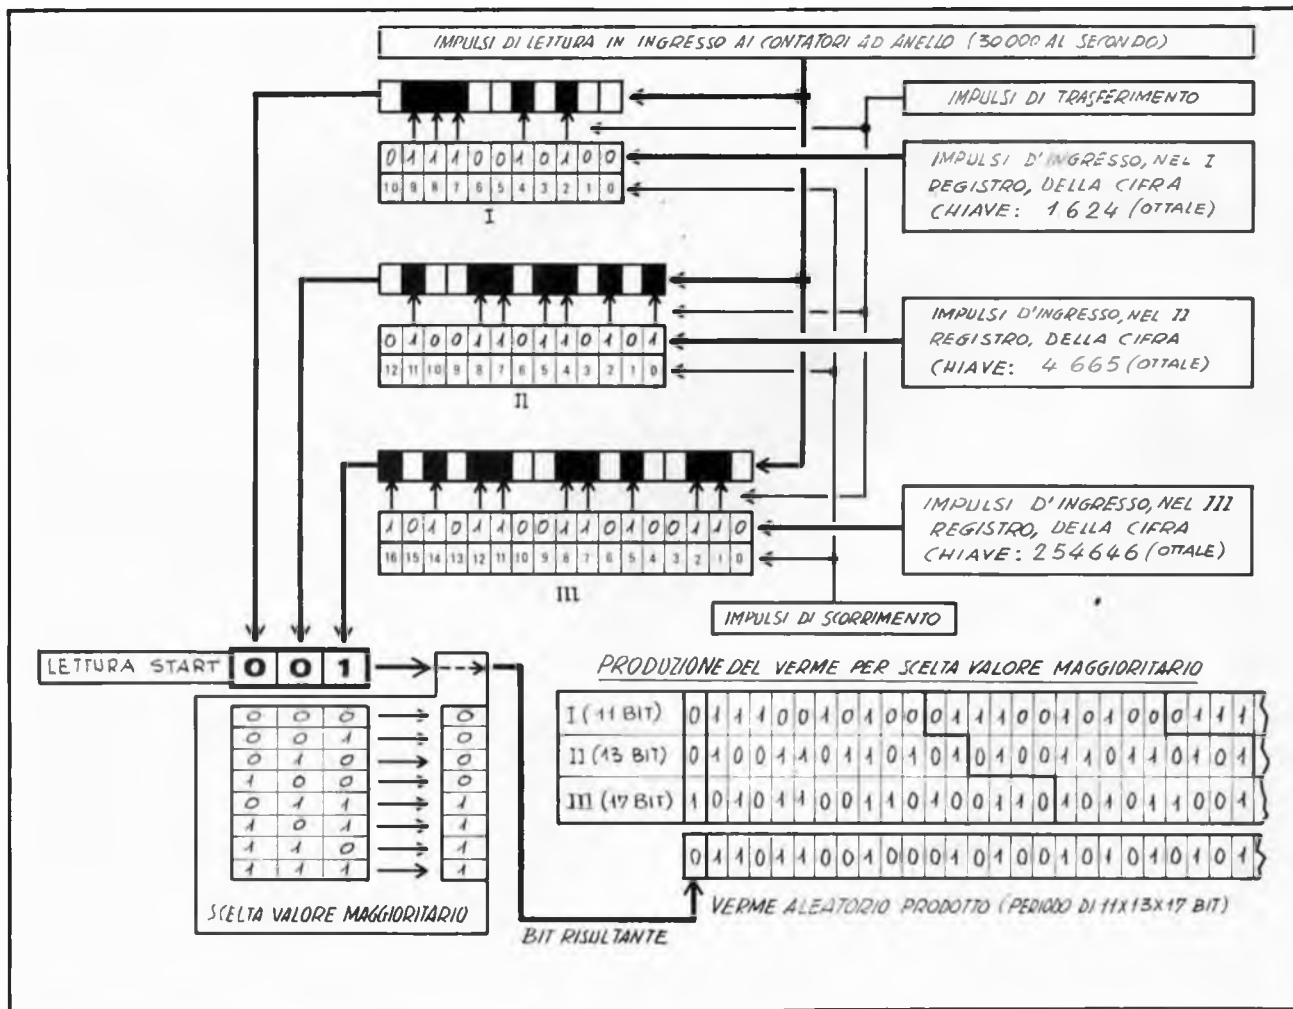 IMPULSI DI LETTURA IN INGRESSO AI CONTATORI AD ANELLO (30000 AL SECONDO)
IMPULSI DI TRASFERIMENTO
0 1 1 1 0 0 1 0 1 0 0
10 9 8 7 6 5 4 3 2 1 0
I
IMPULSI D'INGRESSO, NEL I
REGISTRO, DELLA CIFRA
CHIAVE: 1624 (OTTALE)
0 1 0 0 1 1 0 1 1 0 1 0 1
12 11 10 9 8 7 6 5 4 3 2 1 0
II
IMPULSI D'INGRESSO, NEL II
REGISTRO, DELLA CIFRA
CHIAVE: 4 665 (OTTALE)
1 0 1 0 1 1 0 0 1 1 0 1 0 0 1 1 0
16 15 14 13 12 11 10 9 8 7 6 5 4 3 2 1 0
III
IMPULSI D'INGRESSO, NEL III
REGISTRO, DELLA CIFRA
CHIAVE: 254646 (OTTALE)
IMPULSI DI SCORRIMENTO
LETTURA START 0 0 1
0 0 0 0
0 0 1 0
0 1 0 0
1 0 0 0
0 1 1 1
1 0 1 1
1 1 0 1
1 1 1 1
SCELTA VALORE MAGGIORITARIO
BIT RISULTANTE
PRODUZIONE DEL VERME PER SCELTA VALORE MAGGIORITARIO
I (11 BIT) 0 1 1 1 0 0 1 0 1 0 0 0 1 1 1 0 0 1 0 1 0 0 0 1 1 1
II (13 BIT) 0 1 0 0 1 1 0 1 1 0 1 0 1 0 1 0 0 1 1 0 1 1 0 1 0 1
III (17 BIT) 1 0 1 0 1 1 0 0 1 1 0 1 0 0 1 1 0 1 0 1 0 1 1 0 0 1
0 1 1 0 1 1 0 0 1 0 0 0 1 0 1 0 0 1 0 1 0 1 0 1 0 1
VERME ALEATORIO PRODOTTO (PERIODO DI 11X13X17 BIT)